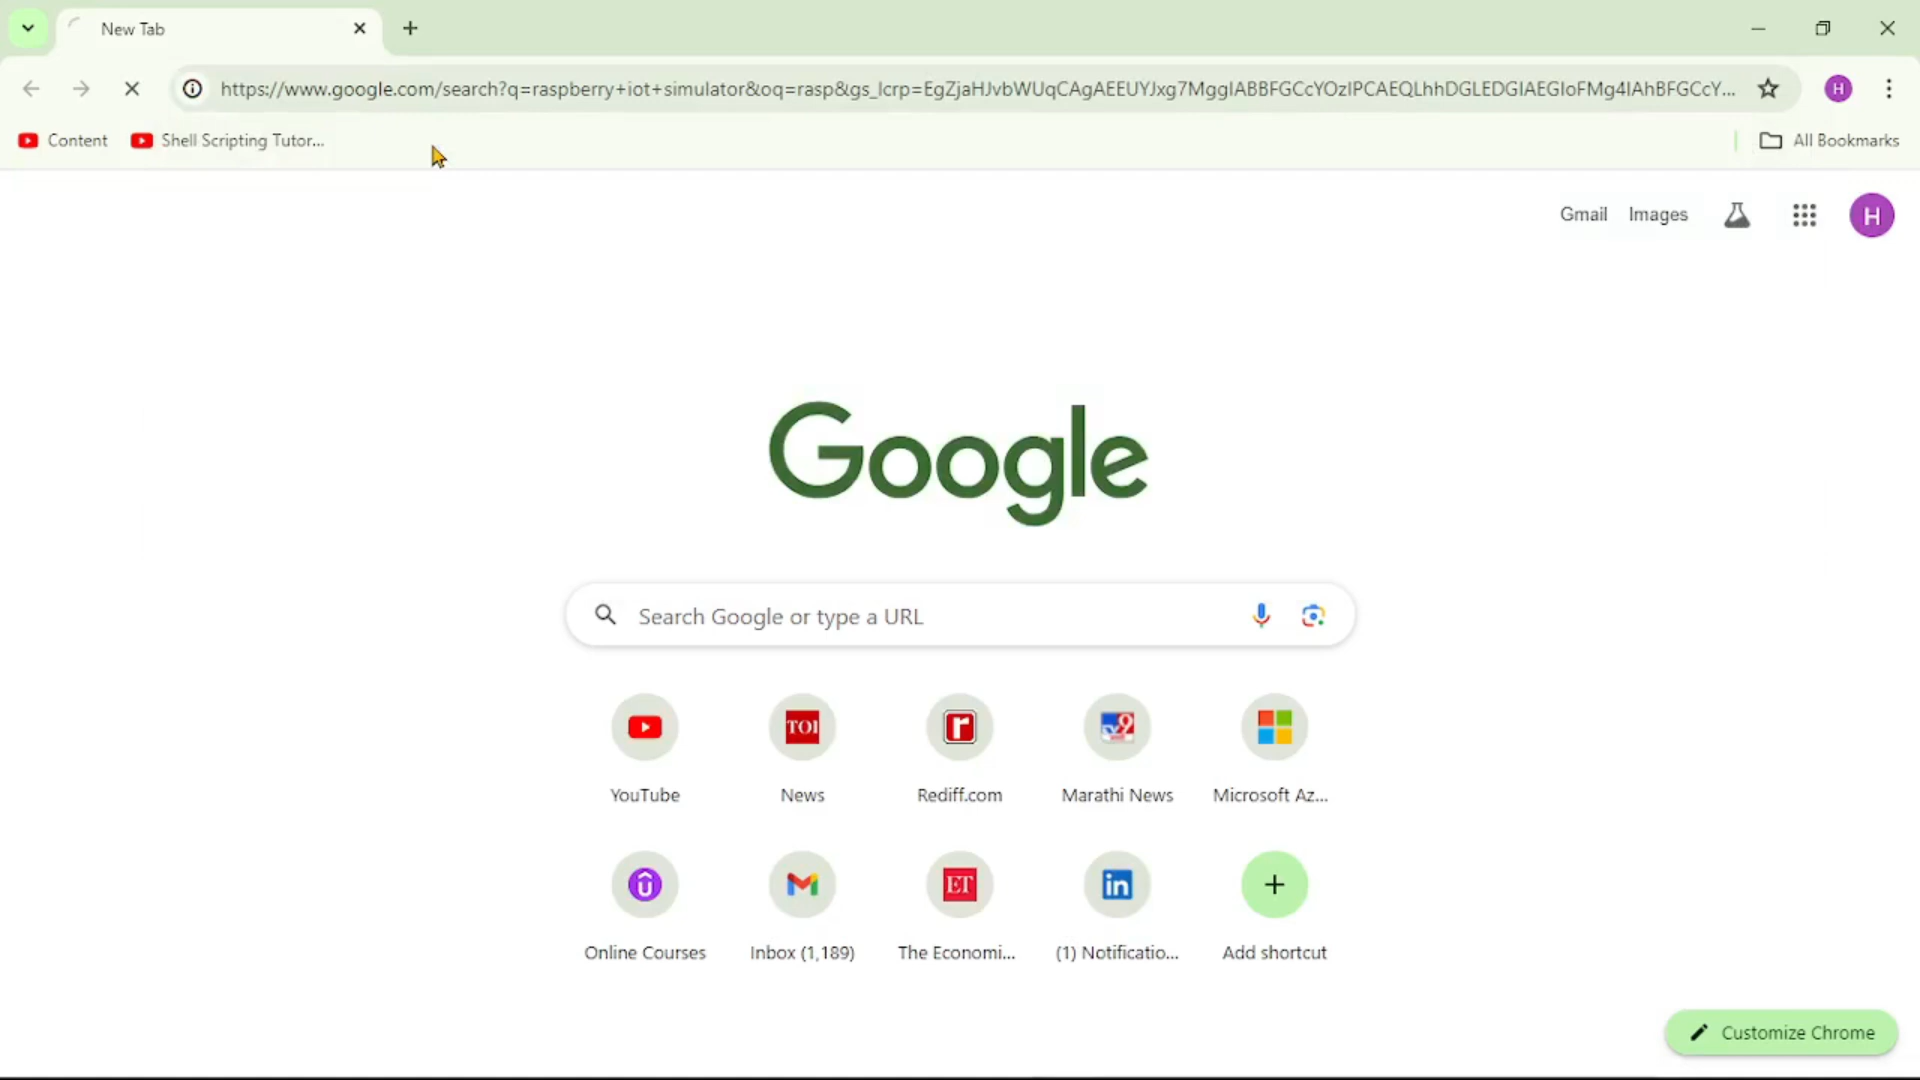 New Tab
https://www.google.com/search?q=raspberry+iot+simulator&oq=rasp&gs_lcrp=EgZjaHJvbWUqCAgAEEUYJxg7MggIABBFGCcYOzIPCAEQLhhDGLEDGIAEGIoFMg4IAhBFGCcY...
H
Content
Shell Scripting Tutor...
All Bookmarks
Gmail
Images
H
Google
Search Google or type a URL
TOI
r
9
YouTube
News
Rediff.com
Marathi News
Microsoft Az...
ET
in
Online Courses
Inbox (1,189)
The Economi...
(1) Notificatio...
Add shortcut
Customize Chrome